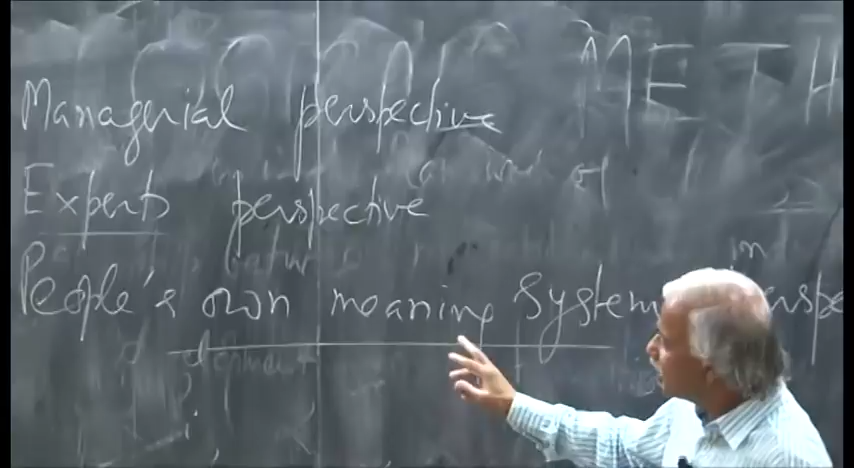 Managerial perspective METH
Experts perspective
People's own meaning System